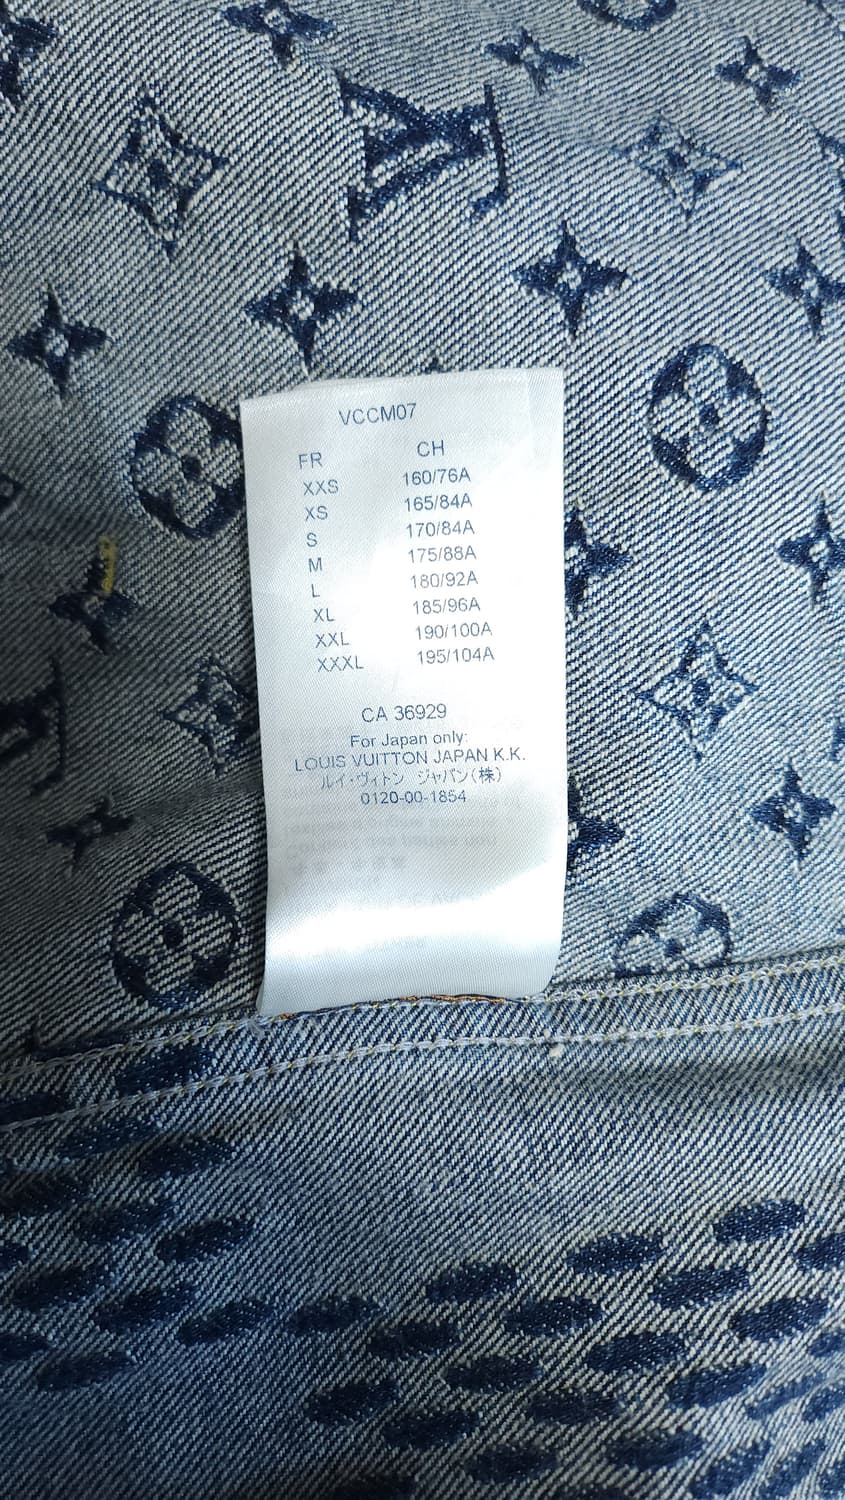 VCCM07
FR CH
XXS 160/76A
XS 165/84A
S 170/84A
M 175/88A
L 180/92A
XL 185/96A
XXL 190/100A
XXXL 195/104A
CA 36929
For Japan only:
LOUIS VUITTON JAPAN K.K.
ルイ・ヴィトン ジャパン(株)
0120-00-1854